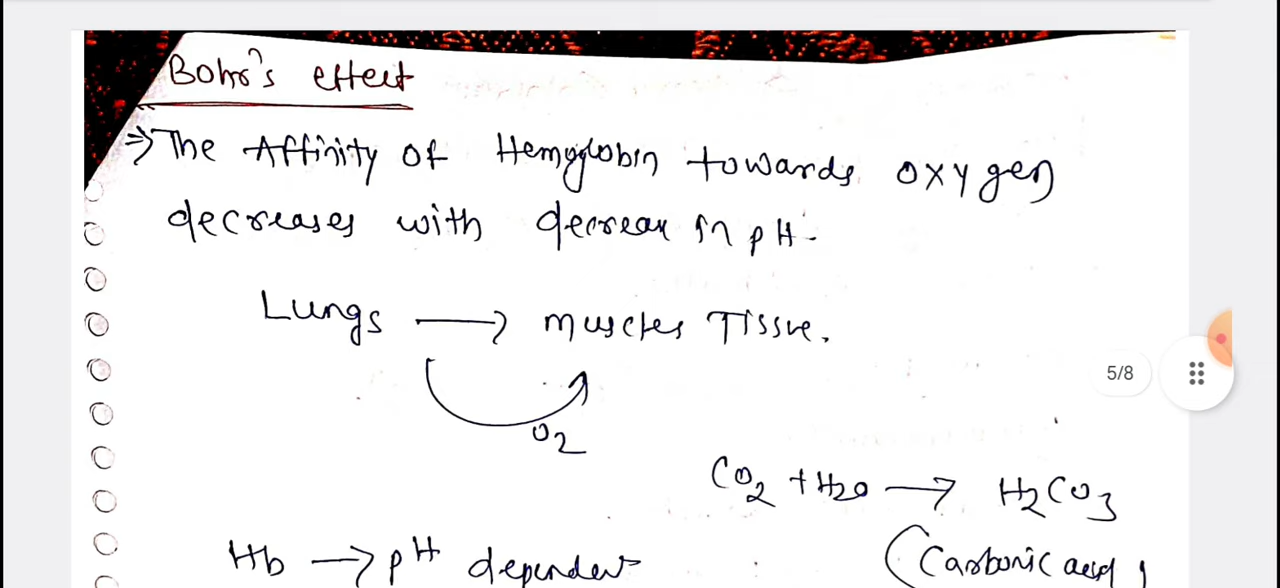 Bohr's effect
⇒ The Affinity of Hemoglobin towards oxygen
decreases with decrease in pH.
Lungs → muscles Tissue.
O2
5/8
CO2 + H2O → H2CO3
Hb → pH dependent
(Carbonic acid)